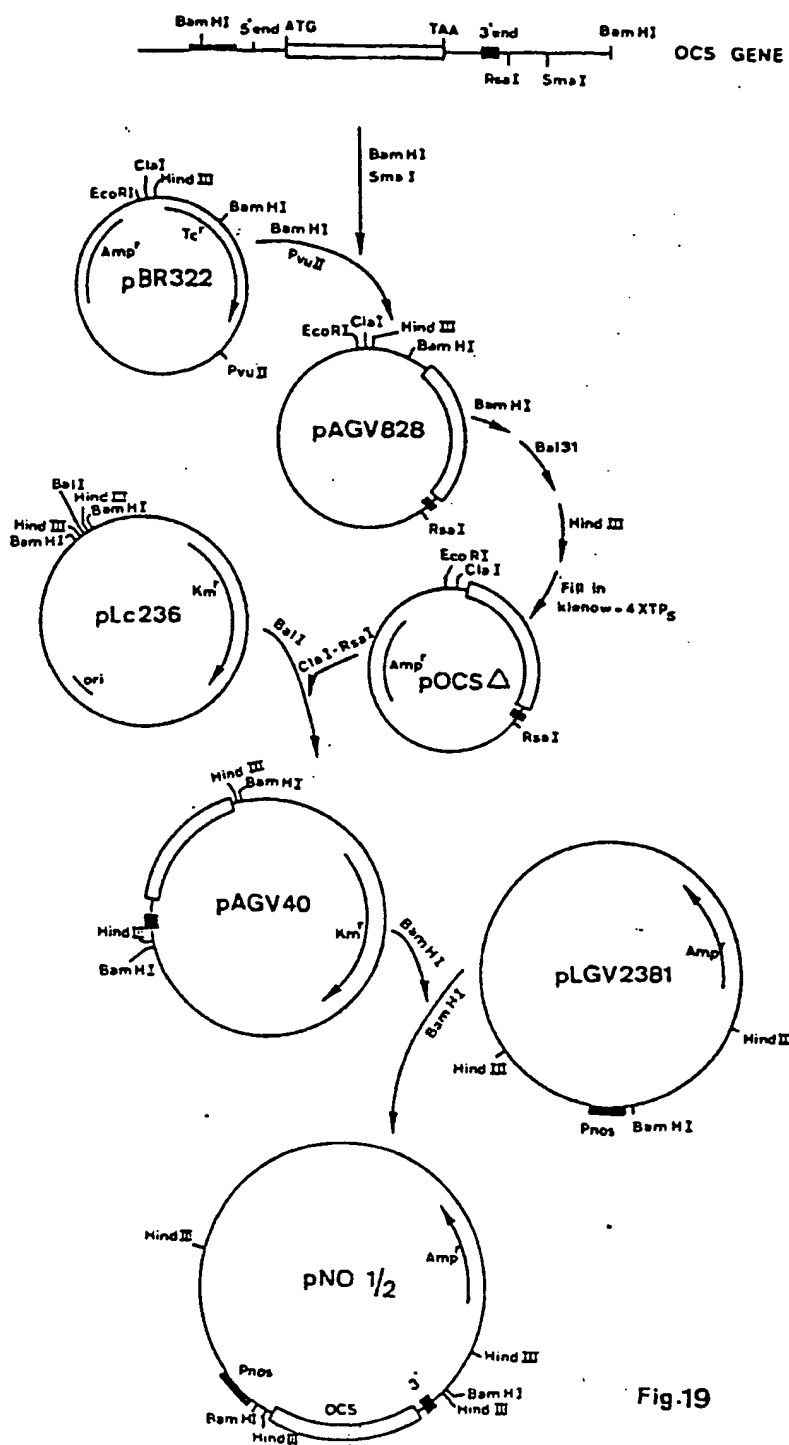 BamHI
5'end
ATG
TAA
3'end
BamHI
RsaI
SmaI
OCS GENE
BamHI
SmaI
ClaI
HindIII
EcoRI
BamHI
Ampr
Tcr
pBR322
PvuII
BamHI
PvuII
ClaI
HindIII
EcoRI
BamHI
pAGV828
RsaI
BamHI
Bal31
HindIII
Fill in
klenow+4XTPs
BalI
HindIII
BamHI
HindIII
BamHI
Kmr
pLc236
ori
BalI
ClaI-RsaI
EcoRI
ClaI
Ampr
pOCSΔ
RsaI
HindIII
BamHI
pAGV40
Kmr
HindIII
BamHI
BamHI
BamHI
Ampr
pLGV2381
HindIII
HindIII
Pnos
BamHI
HindIII
Ampr
pNO 1/2
HindIII
Pnos
BamHI
HindIII
OCS
3'
BamHI
HindIII
Fig.19